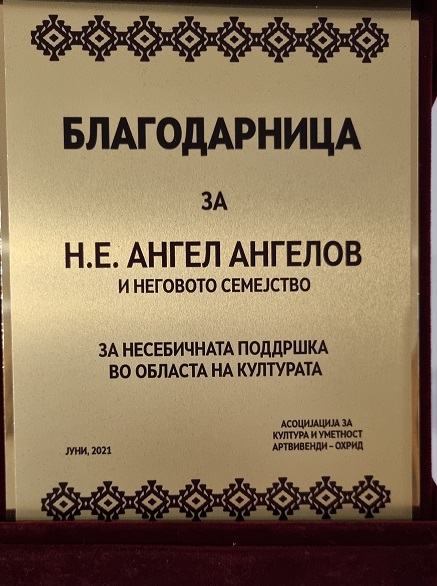 БЛАГОДАРНИЦА
ЗА
Н.Е. АНГЕЛ АНГЕЛОВ
И НЕГОВОТО СЕМЕЈСТВО
ЗА НЕСЕБИЧНАТА ПОДДРШКА
ВО ОБЛАСТА НА КУЛТУРАТА
ЈУНИ, 2021
АСОЦИЈАЦИЈА ЗА
КУЛТУРА И УМЕТНОСТ
АРТВИВЕНДИ – ОХРИД